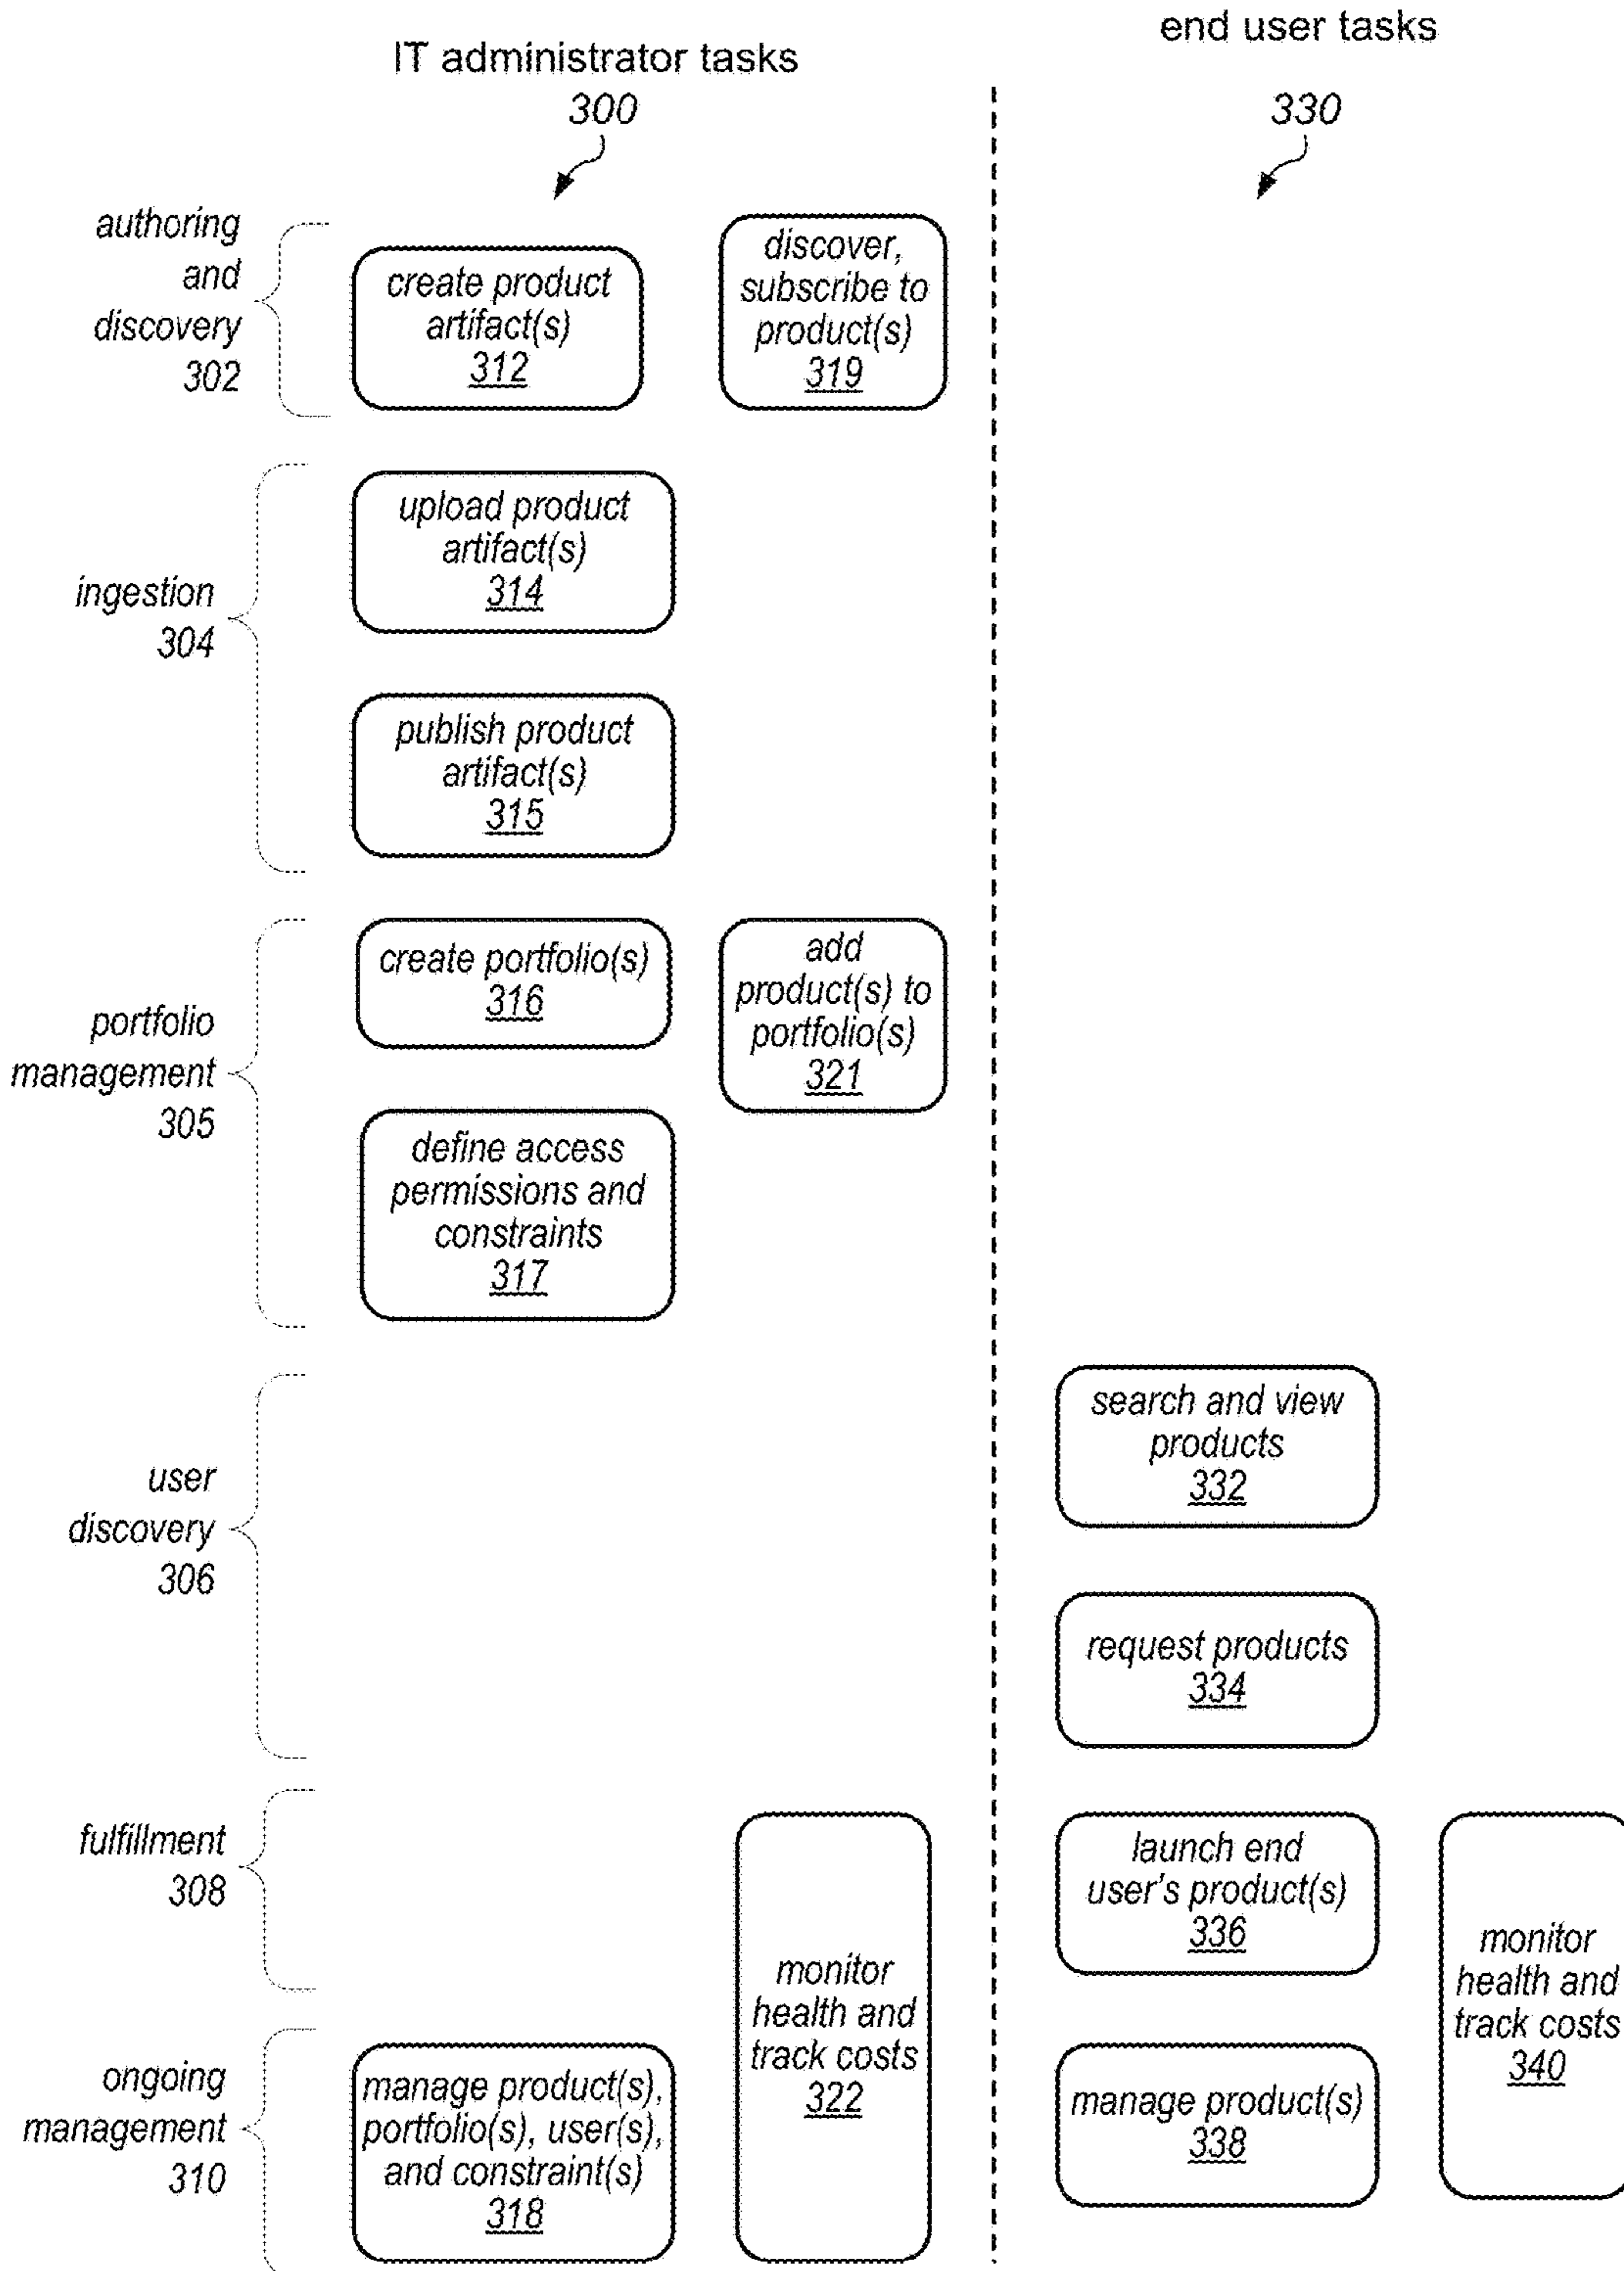 IT administrator tasks
300
end user tasks
330
authoring
and
discovery
302
create product
artifact(s)
312
discover,
subscribe to
product(s)
319
ingestion
304
upload product
artifact(s)
314
publish product
artifact(s)
315
portfolio
management
305
create portfolio(s)
316
add
product(s) to
portfolio(s)
321
define access
permissions and
constraints
317
user
discovery
306
search and view
products
332
request products
334
fulfillment
308
launch end
user's product(s)
336
monitor
health and
track costs
322
monitor
health and
track costs
340
ongoing
management
310
manage product(s),
portfolio(s), user(s),
and constraint(s)
318
manage product(s)
338